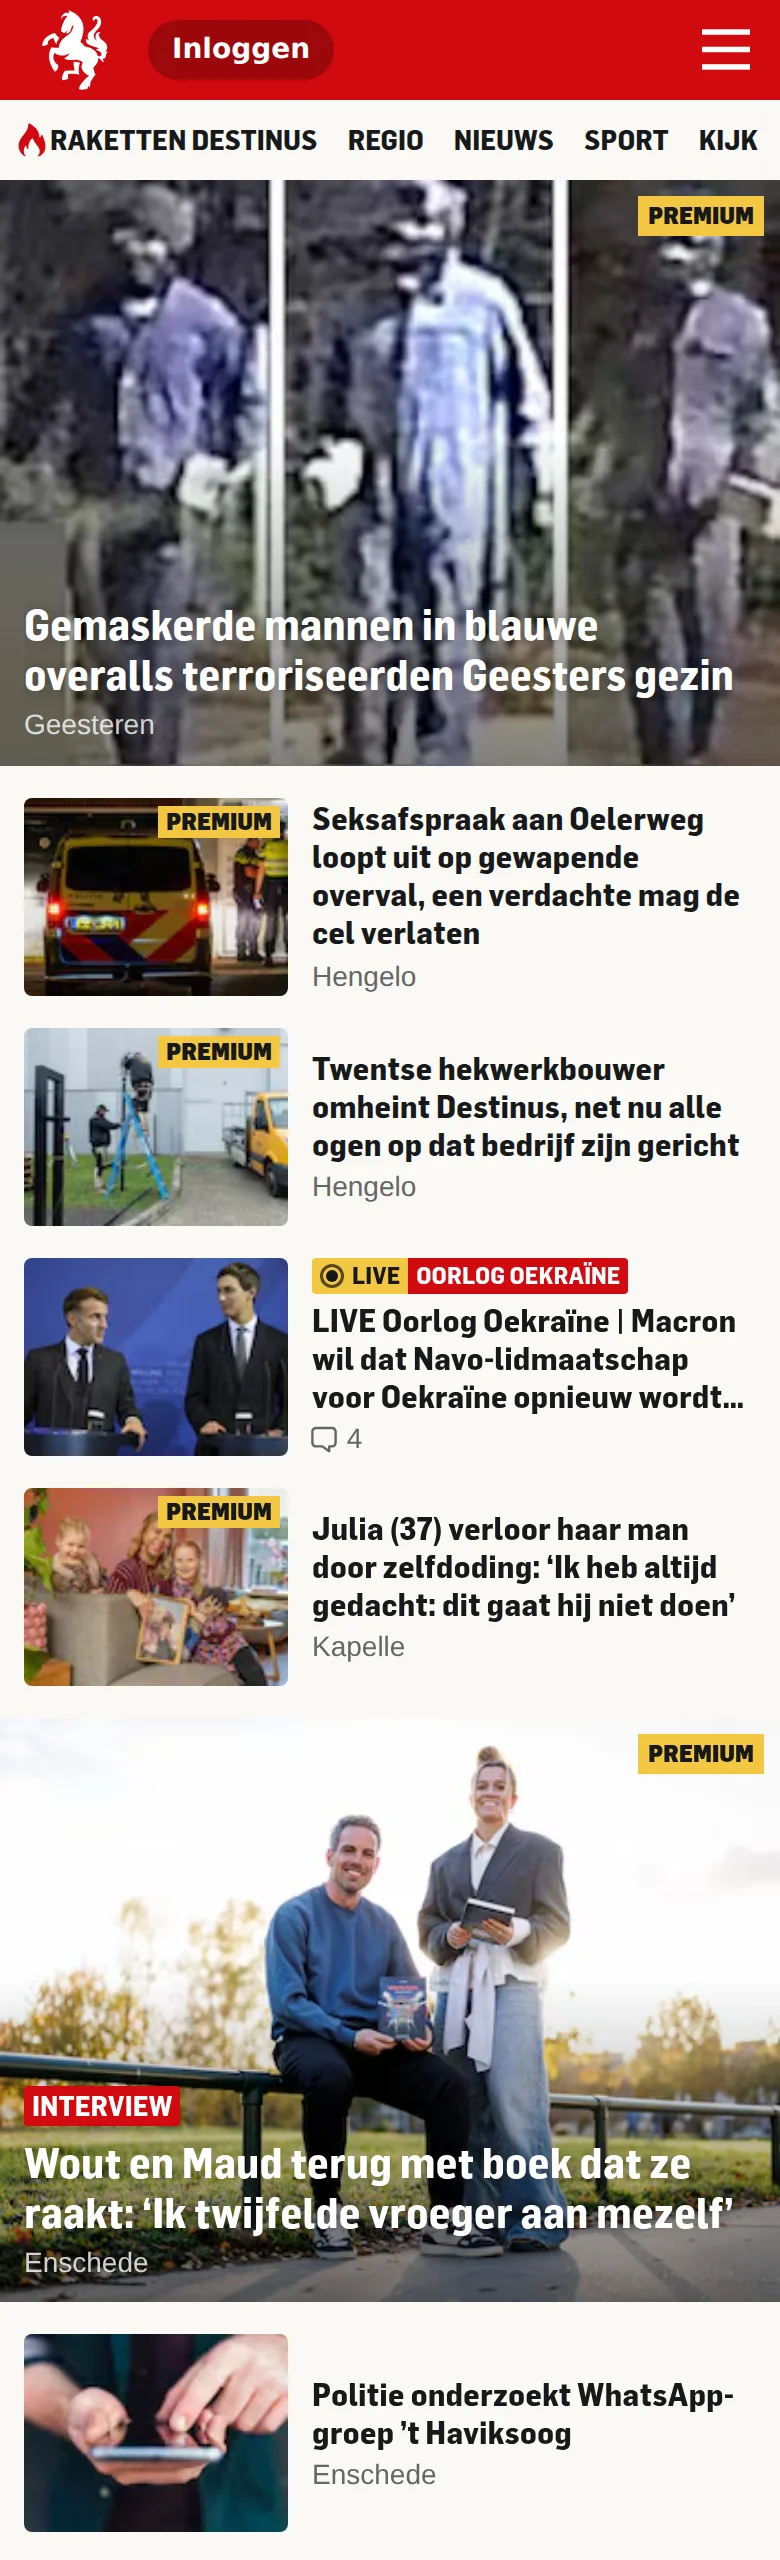 Inloggen
RAKETTEN DESTINUS REGIO NIEUWS SPORT KIJK
PREMIUM
Gemaskerde mannen in blauwe
overalls terroriseerden Geesters gezin
Geesteren
PREMIUM
Seksafspraak aan Oelerweg
loopt uit op gewapende
overval, een verdachte mag de
cel verlaten
Hengelo
PREMIUM
Twentse hekwerkbouwer
omheint Destinus, net nu alle
ogen op dat bedrijf zijn gericht
Hengelo
LIVE OORLOG OEKRAÏNE
LIVE Oorlog Oekraïne | Macron
wil dat Navo-lidmaatschap
voor Oekraïne opnieuw wordt...
4
PREMIUM
Julia (37) verloor haar man
door zelfdoding: ‘Ik heb altijd
gedacht: dit gaat hij niet doen’
Kapelle
PREMIUM
INTERVIEW
Wout en Maud terug met boek dat ze
raakt: ‘Ik twijfelde vroeger aan mezelf’
Enschede
Politie onderzoekt WhatsApp-
groep ’t Haviksoog
Enschede